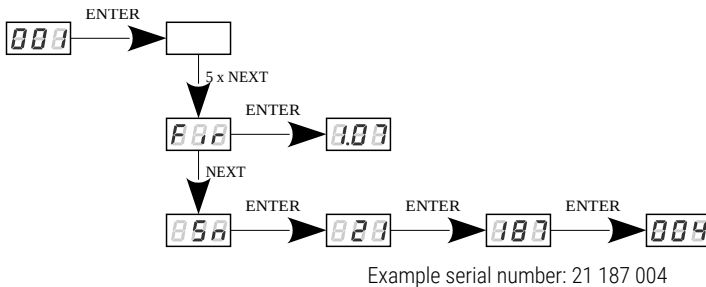 ENTER
001
5 x NEXT
ENTER
Fir
1.07
NEXT
ENTER
ENTER
ENTER
Sn
21
187
004
Example serial number: 21 187 004